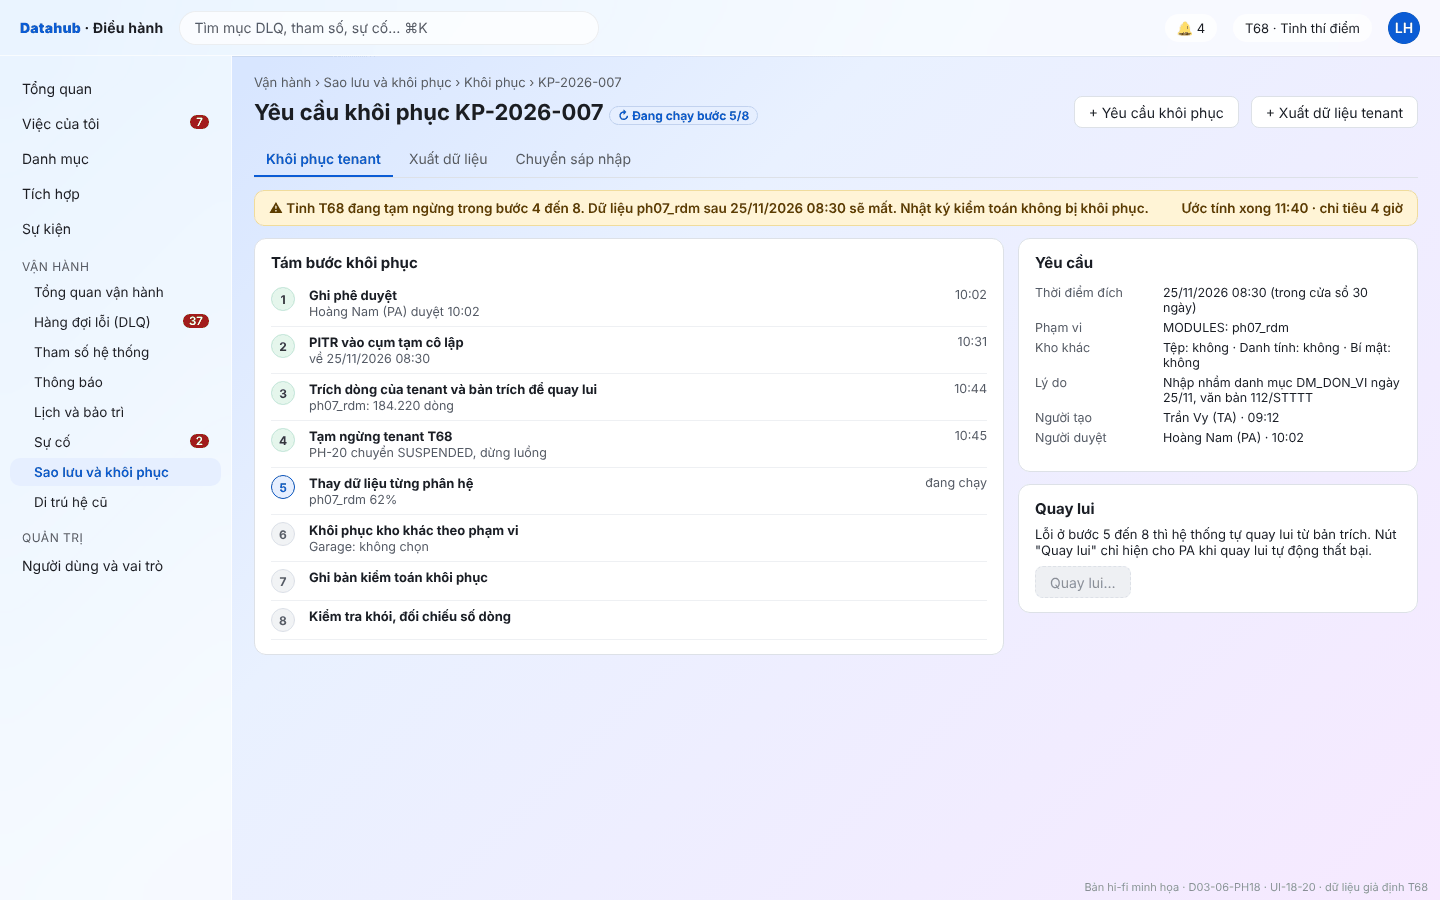 Datahub · Điều hành
Tìm mục DLQ, tham số, sự cố... ⌘K
🔔 4
T68 · Tỉnh thí điểm
LH
Tổng quan
Việc của tôi 7
Danh mục
Tích hợp
Sự kiện
VẬN HÀNH
Tổng quan vận hành
Hàng đợi lỗi (DLQ) 37
Tham số hệ thống
Thông báo
Lịch và bảo trì
Sự cố 2
Sao lưu và khôi phục
Di trú hệ cũ
QUẢN TRỊ
Người dùng và vai trò
Vận hành › Sao lưu và khôi phục › Khôi phục › KP-2026-007
Yêu cầu khôi phục KP-2026-007 ↻ Đang chạy bước 5/8
+ Yêu cầu khôi phục
+ Xuất dữ liệu tenant
Khôi phục tenant
Xuất dữ liệu
Chuyển sáp nhập
⚠ Tỉnh T68 đang tạm ngừng trong bước 4 đến 8. Dữ liệu ph07_rdm sau 25/11/2026 08:30 sẽ mất. Nhật ký kiểm toán không bị khôi phục.
Ước tính xong 11:40 · chỉ tiêu 4 giờ
Tám bước khôi phục
1 Ghi phê duyệt 10:02
Hoàng Nam (PA) duyệt 10:02
2 PITR vào cụm tạm cô lập 10:31
về 25/11/2026 08:30
3 Trích dòng của tenant và bản trích để quay lui 10:44
ph07_rdm: 184.220 dòng
4 Tạm ngừng tenant T68 10:45
PH-20 chuyển SUSPENDED, dừng luồng
5 Thay dữ liệu từng phân hệ đang chạy
ph07_rdm 62%
6 Khôi phục kho khác theo phạm vi
Garage: không chọn
7 Ghi bản kiểm toán khôi phục
8 Kiểm tra khói, đối chiếu số dòng
Yêu cầu
Thời điểm đích 25/11/2026 08:30 (trong cửa sổ 30
ngày)
Phạm vi MODULES: ph07_rdm
Kho khác Tệp: không · Danh tính: không · Bí mật:
không
Lý do Nhập nhầm danh mục DM_DON_VI ngày
25/11, văn bản 112/STTTT
Người tạo Trần Vy (TA) · 09:12
Người duyệt Hoàng Nam (PA) · 10:02
Quay lui
Lỗi ở bước 5 đến 8 thì hệ thống tự quay lui từ bản trích. Nút
"Quay lui" chỉ hiện cho PA khi quay lui tự động thất bại.
Quay lui...
Bản hi-fi minh họa · D03-06-PH18 · UI-18-20 · dữ liệu giả định T68